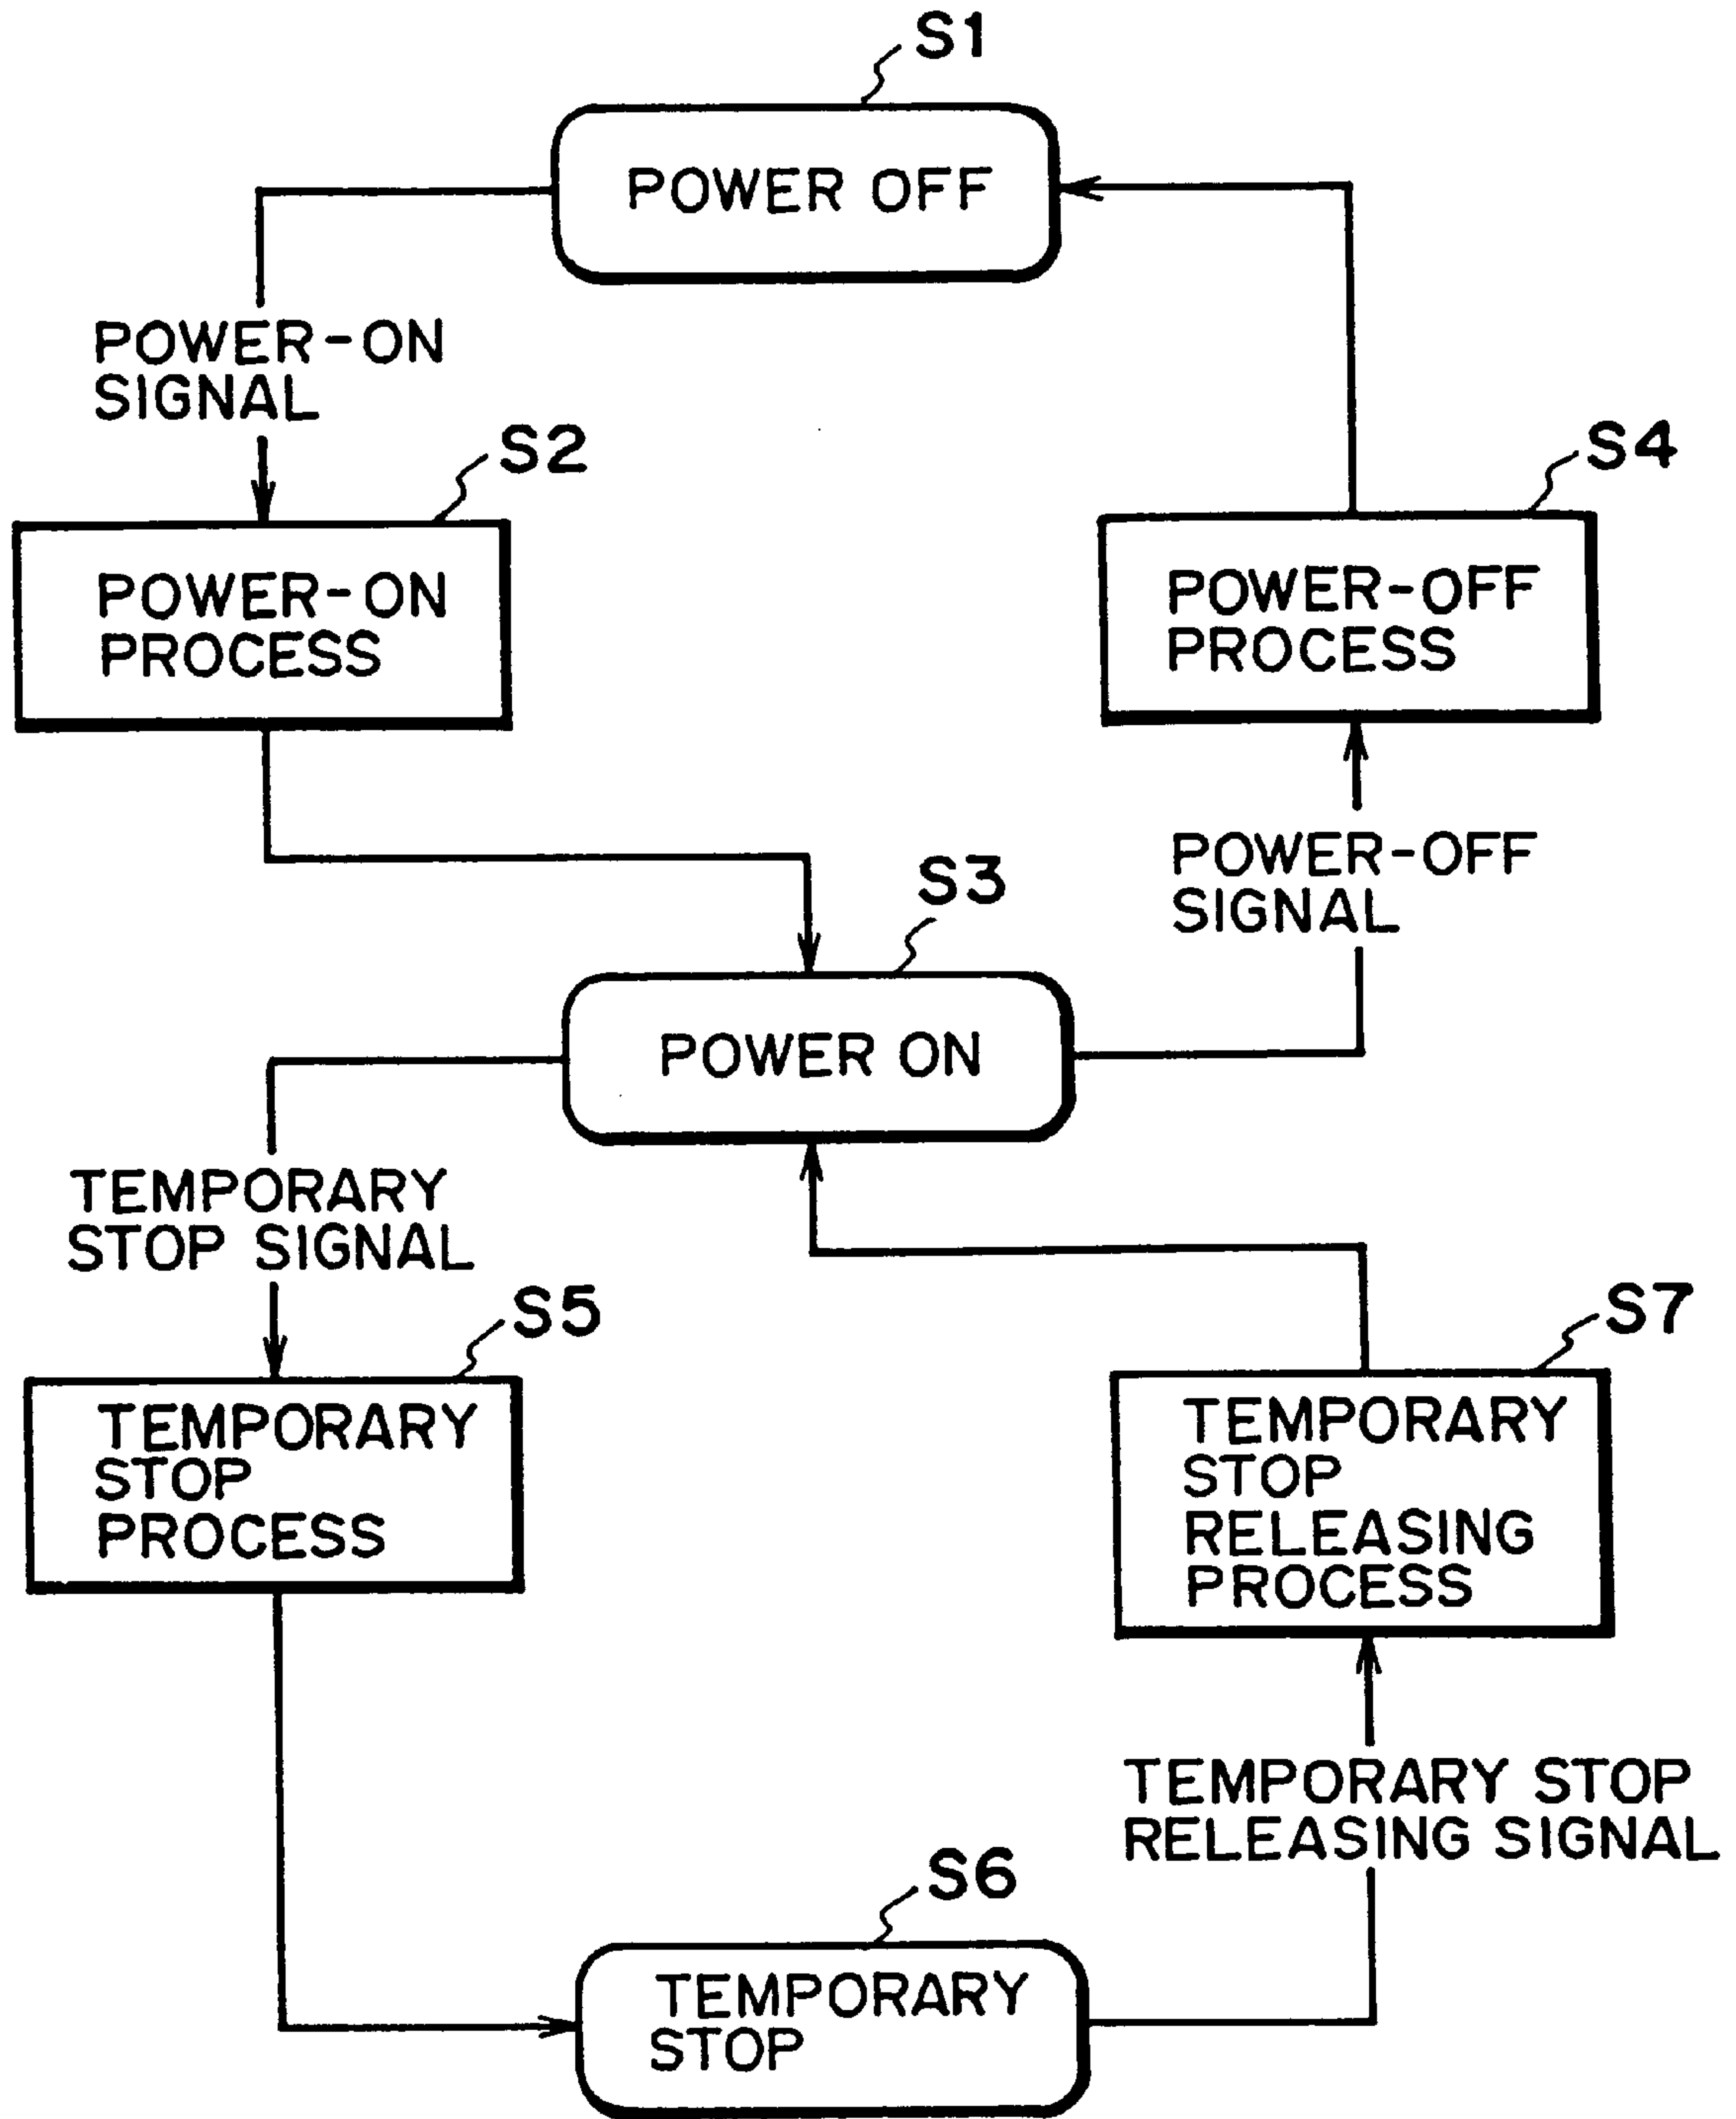 S1
POWER OFF
POWER-ON
SIGNAL
S2
POWER-ON
PROCESS
S4
POWER-OFF
PROCESS
POWER-OFF
SIGNAL
S3
POWER ON
TEMPORARY
STOP SIGNAL
S5
TEMPORARY
STOP
PROCESS
S7
TEMPORARY
STOP
RELEASING
PROCESS
TEMPORARY STOP
RELEASING SIGNAL
S6
TEMPORARY
STOP